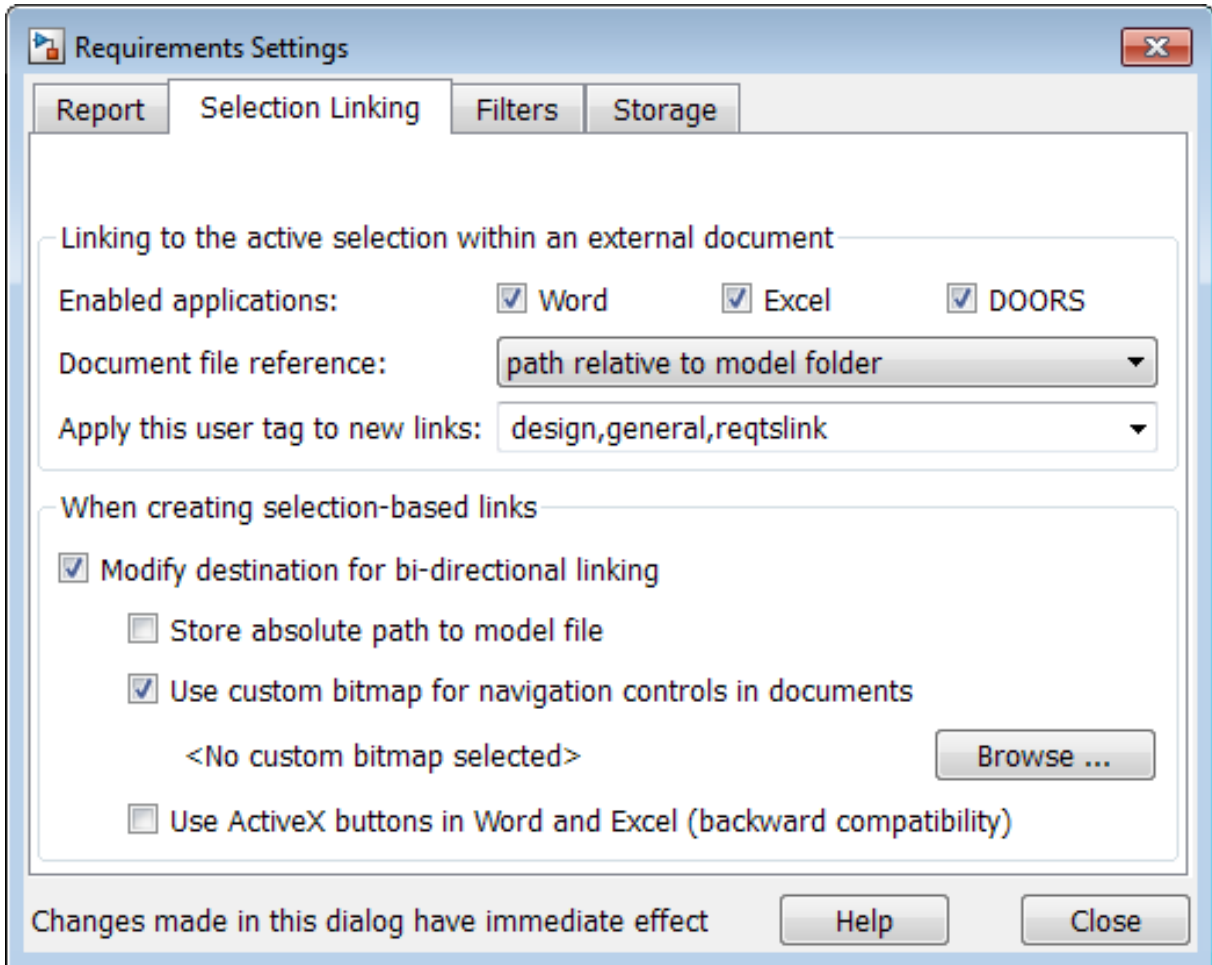 Requirements Settings
Report Selection Linking Filters Storage
Linking to the active selection within an external document
Enabled applications: Word Excel DOORS
Document file reference: path relative to model folder
Apply this user tag to new links: design,general,reqtslink
When creating selection-based links
Modify destination for bi-directional linking
Store absolute path to model file
Use custom bitmap for navigation controls in documents
<No custom bitmap selected> Browse ...
Use ActiveX buttons in Word and Excel (backward compatibility)
Changes made in this dialog have immediate effect Help Close